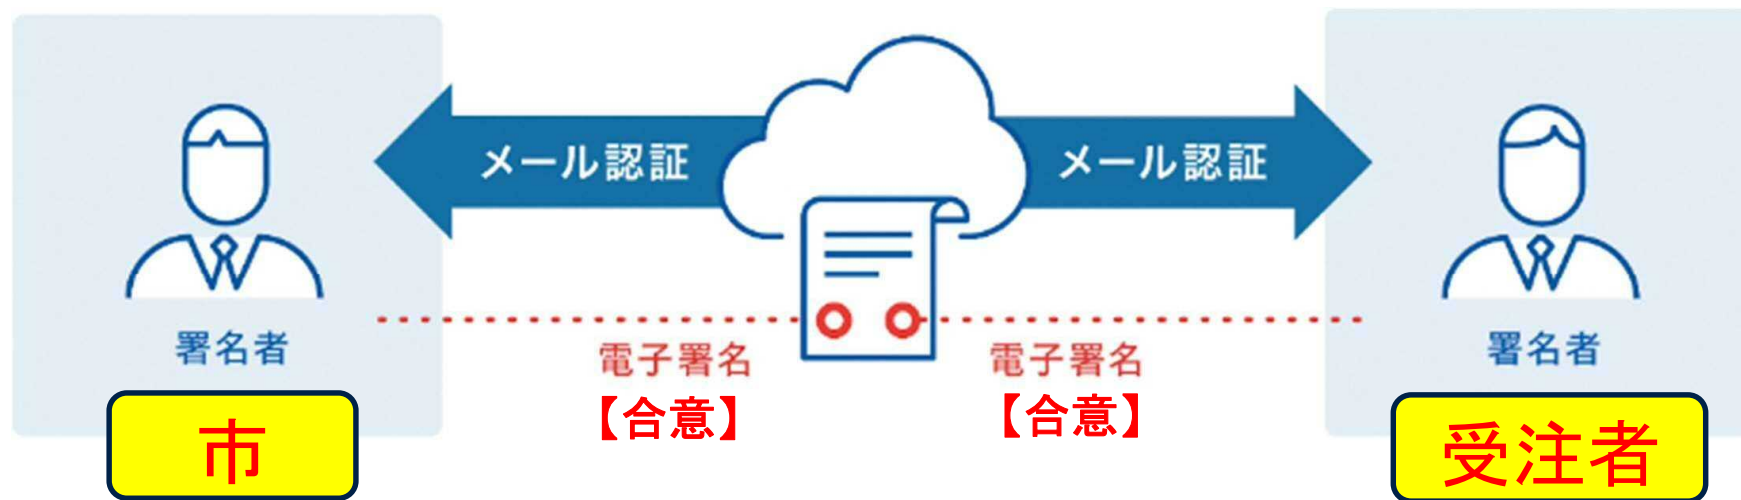 メール認証
メール認証
署名者
電子署名
電子署名
署名者
【合意】
【合意】
市
受注者